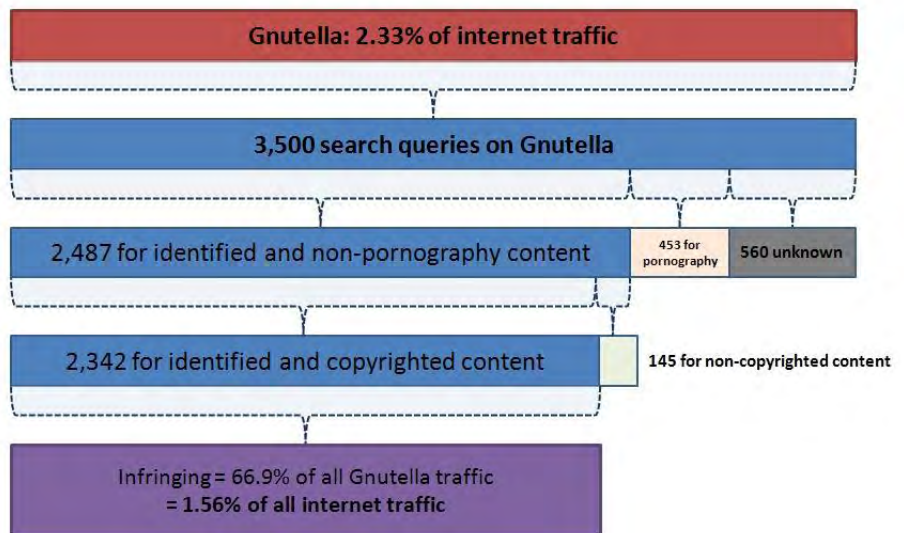 Gnutella: 2.33% of internet traffic
3,500 search queries on Gnutella
2,487 for identified and non-pornography content
453 for
pornography
560 unknown
2,342 for identified and copyrighted content
145 for non-copyrighted content
Infringing = 66.9% of all Gnutella traffic
= 1.56% of all internet traffic